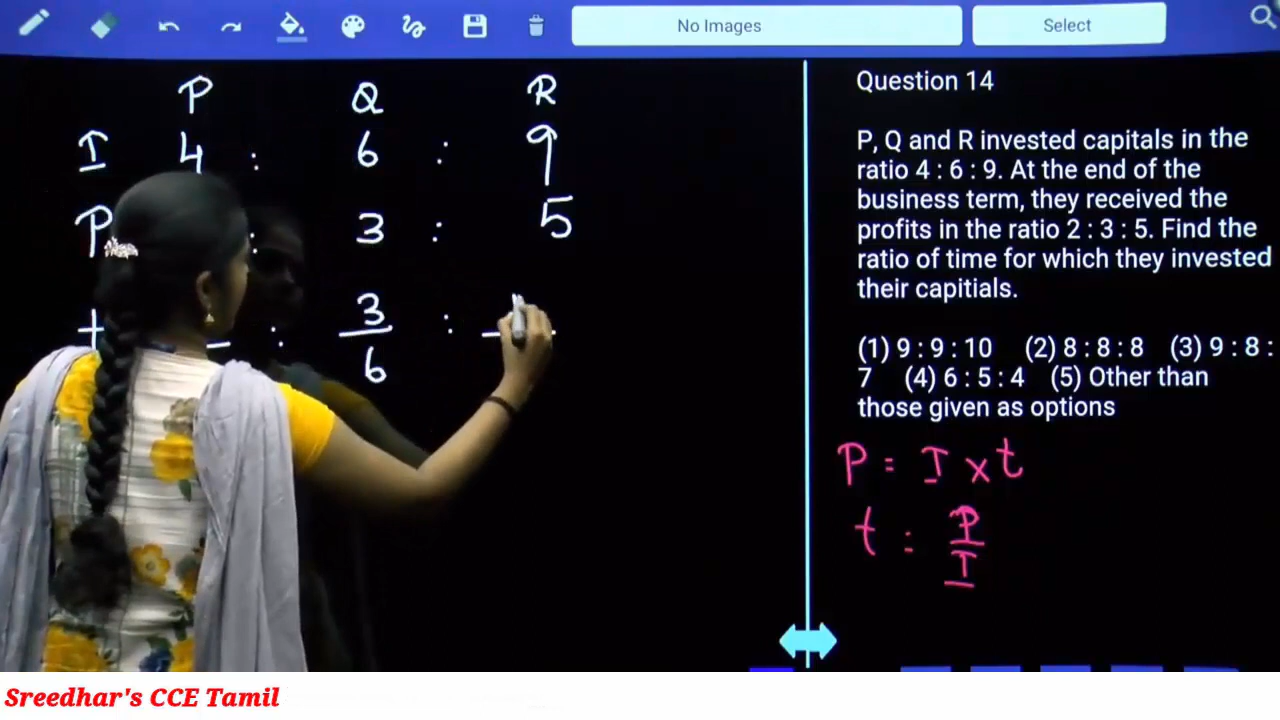 No Images
Select
P Q R
I 4 : 6 : 9
P : 3 : 5
t : 3/6 :
Question 14
P, Q and R invested capitals in the
ratio 4 : 6 : 9. At the end of the
business term, they received the
profits in the ratio 2 : 3 : 5. Find the
ratio of time for which they invested
their capitials.
(1) 9 : 9 : 10 (2) 8 : 8 : 8 (3) 9 : 8 :
7 (4) 6 : 5 : 4 (5) Other than
those given as options
P = I x t
t = P/I
Sreedhar's CCE Tamil